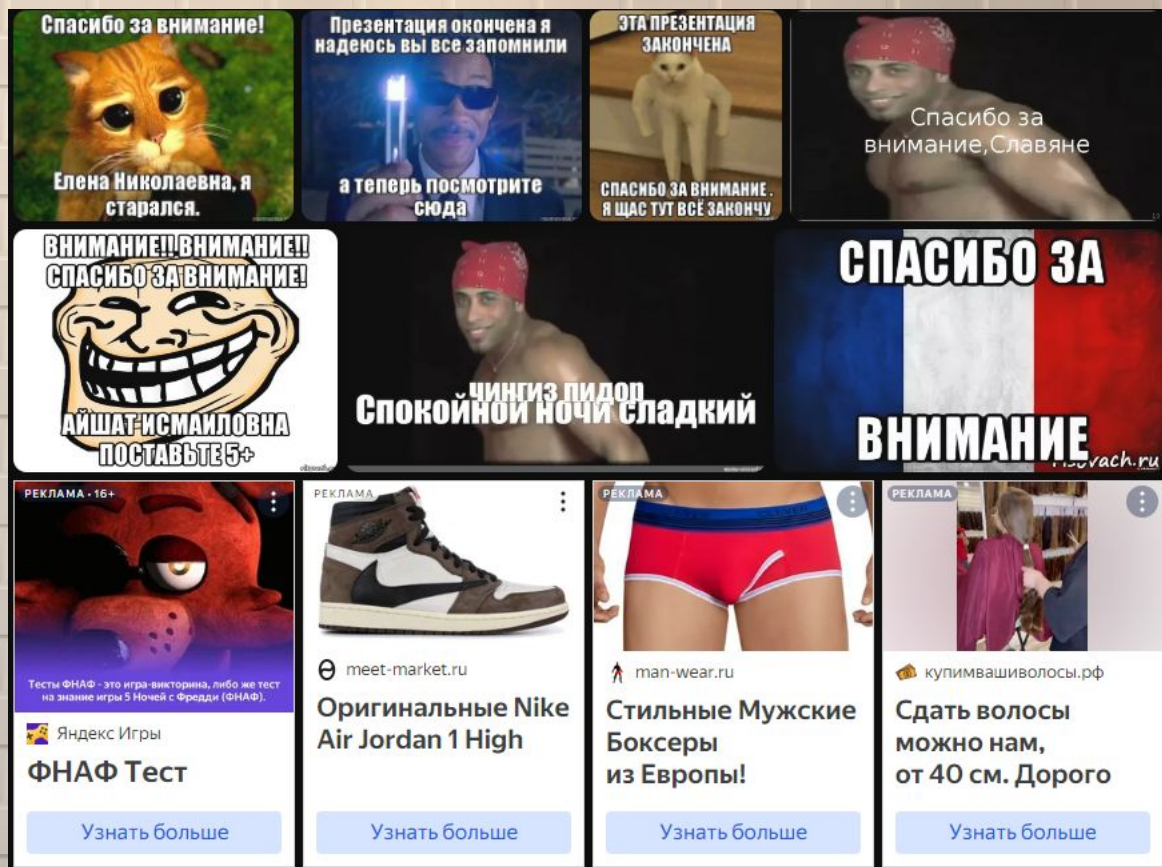 Спасибо за внимание!
Елена Николаевна, я
старался.
Презентация окончена я
надеюсь вы все запомнили
а теперь посмотрите
сюда
ЭТА ПРЕЗЕНТАЦИЯ
ЗАКОНЧЕНА
СПАСИБО ЗА ВНИМАНИЕ .
Я ЩАС ТУТ ВСЁ ЗАКОНЧУ
Спасибо за
внимание,Славяне
13
ВНИМАНИЕ!!ВНИМАНИЕ!!
СПАСИБО ЗА ВНИМАНИЕ!
АЙШАТ ИСМАИЛОВНА
ПОСТАВЬТЕ 5+
чингиз пидор
Спокойной ночи сладкий
СПАСИБО ЗА
ВНИМАНИЕ
risovach.ru
РЕКЛАМА • 16+
Тесты ФНАФ - это игра-викторина, либо же тест
на знание игры 5 Ночей с Фредди (ФНАФ).
Яндекс Игры
ФНАФ Тест
Узнать больше
РЕКЛАМА
meet-market.ru
Оригинальные Nike
Air Jordan 1 High
Узнать больше
РЕКЛАМА
CLEVER
man-wear.ru
Стильные Мужские
Боксеры
из Европы!
Узнать больше
РЕКЛАМА
купимвашиволосы.рф
Сдать волосы
можно нам,
от 40 см. Дорого
Узнать больше